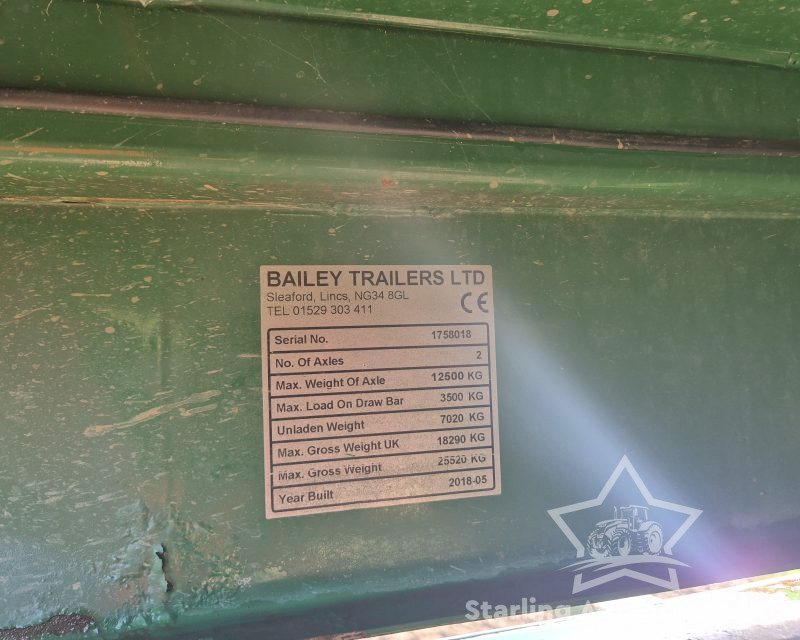 BAILEY TRAILERS LTD
Sleaford, Lincs, NG34 8GL
TEL 01529 303 411
CE
Serial No. 1758018
No. Of Axles 2
Max. Weight Of Axle 12500 KG
Max. Load On Draw Bar 3500 KG
Unladen Weight 7020 KG
Max. Gross Weight UK 18290 KG
Max. Gross Weight 25520 KG
Year Built 2018-05
Starling